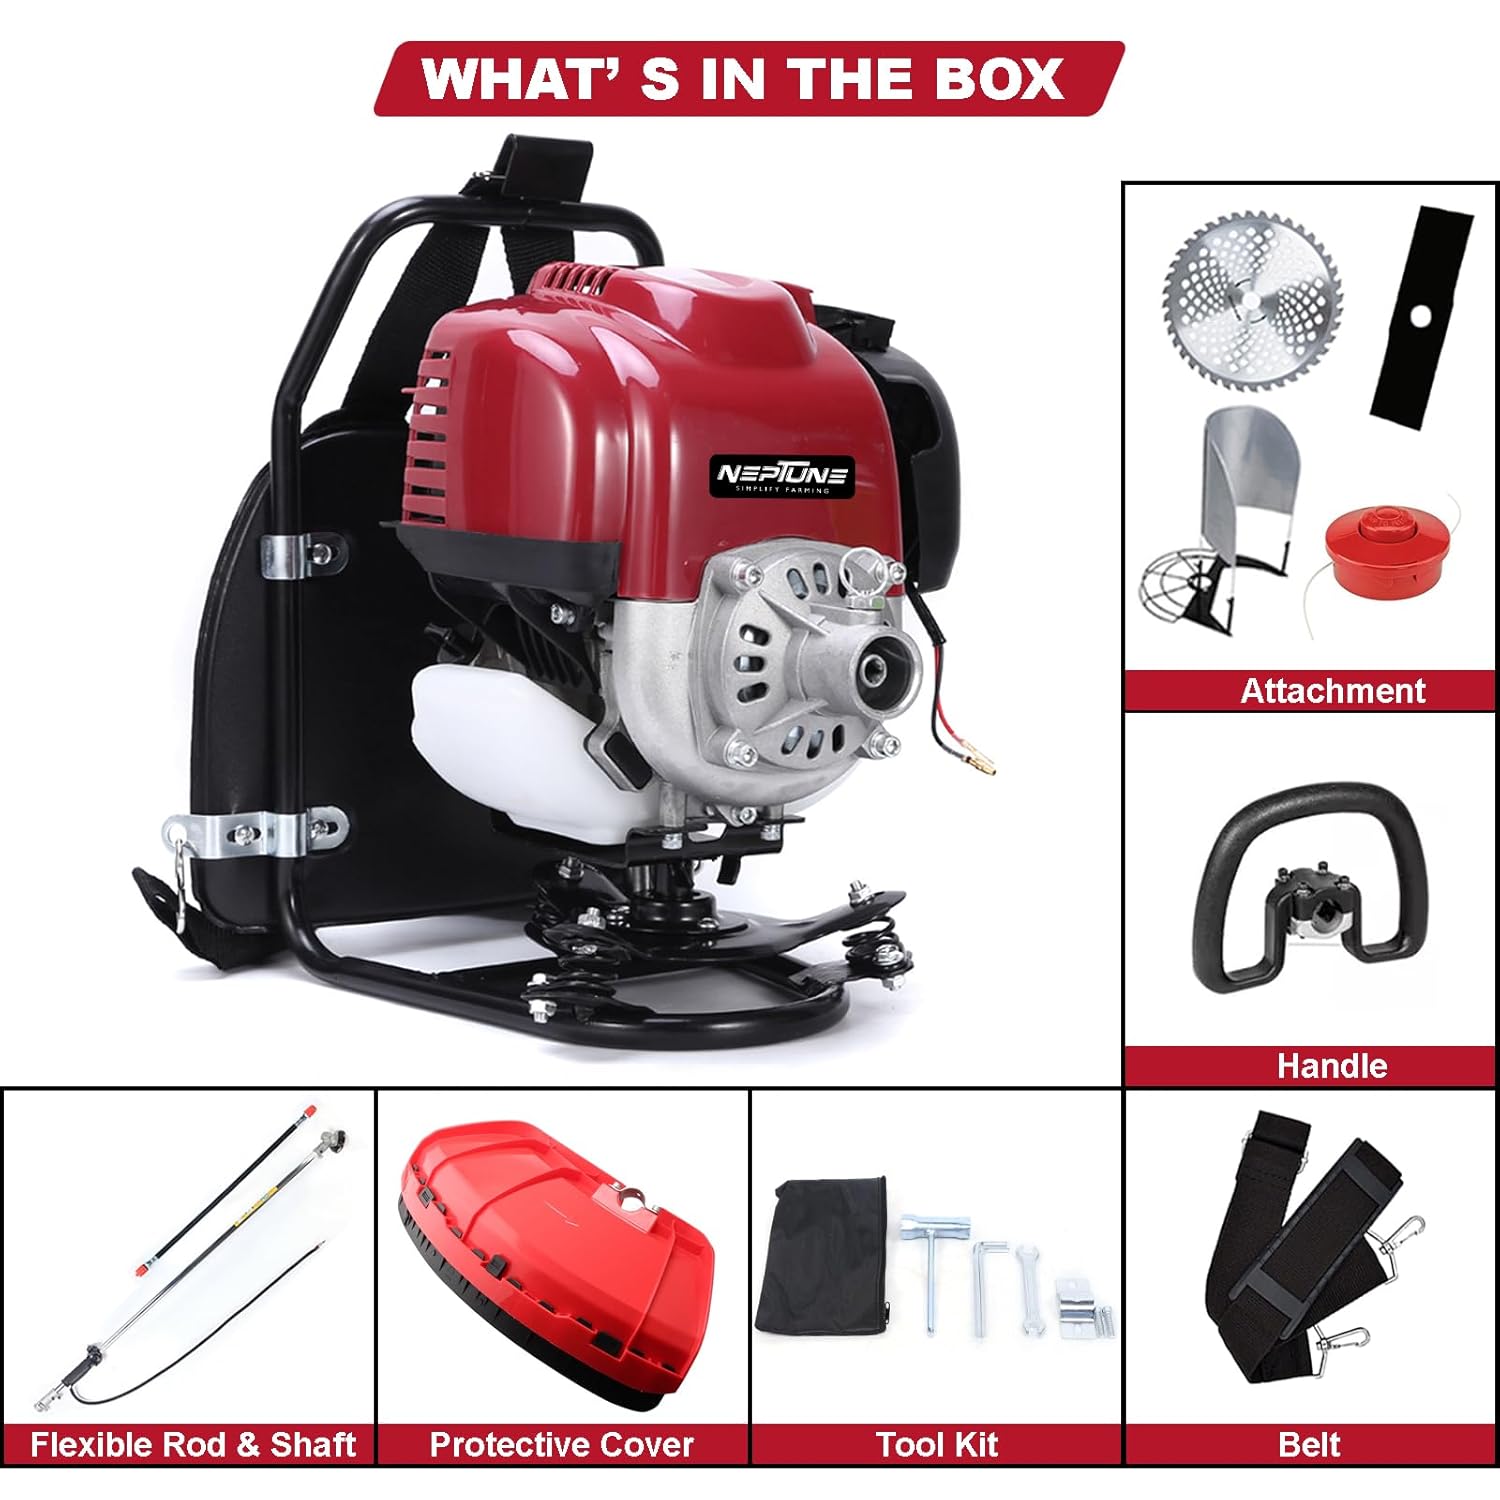 WHAT' S IN THE BOX
NEPTUNE
SIMPLIFY FARMING
Attachment
Handle
Flexible Rod & Shaft
Protective Cover
Tool Kit
Belt